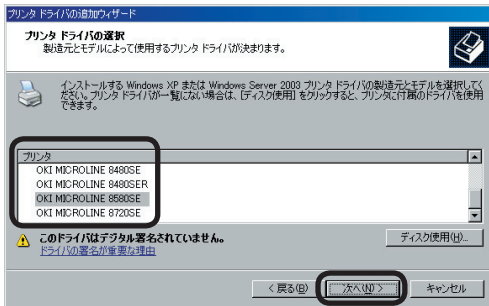 プリンタ ドライバの追加ウィザード
プリンタ ドライバの選択
製造元とモデルによって使用するプリンタ ドライバが決まります。
インストールする Windows XP または Windows Server 2003 プリンタ ドライバの製造元とモデルを選択してく
ださい。プリンタ ドライバが一覧にない場合は、[ディスク使用] をクリックすると、プリンタに付属のドライバを使用
できます。
プリンタ
OKI MICROLINE 8480SE
OKI MICROLINE 8480SER
OKI MICROLINE 8580SE
OKI MICROLINE 8720SE
このドライバはデジタル署名されていません。
ディスク使用(H)...
ドライバの署名が重要な理由
< 戻る(B)
次へ(N) >
キャンセル